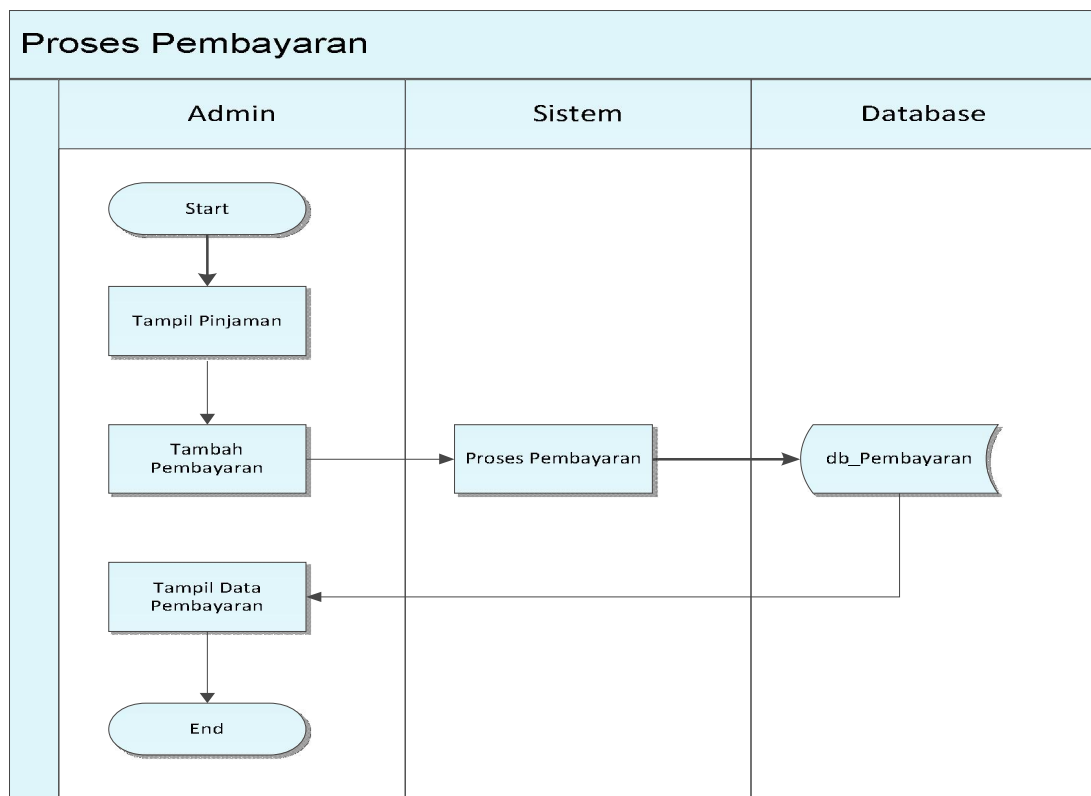 Proses Pembayaran
Admin
Sistem
Database
Start
Tampil Pinjaman
Tambah
Pembayaran
Proses Pembayaran
db_Pembayaran
Tampil Data
Pembayaran
End